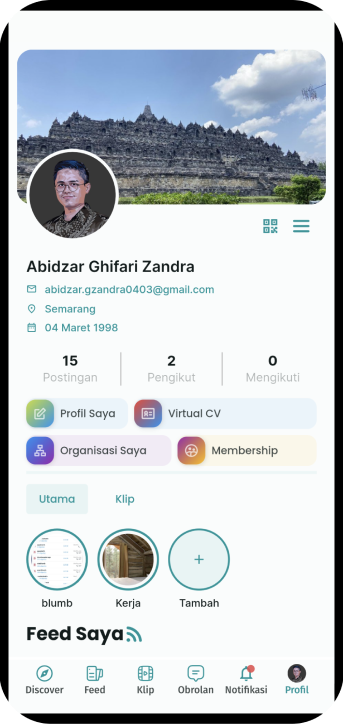 Abidzar Ghifari Zandra
abidzar.gzandra0403@gmail.com
Semarang
04 Maret 1998
15 2 0
Postingan Pengikut Mengikuti
Profil Saya Virtual CV
Organisasi Saya Membership
Utama Klip
blumb Kerja Tambah
Feed Saya
Discover Feed Klip Obrolan Notifikasi Profil